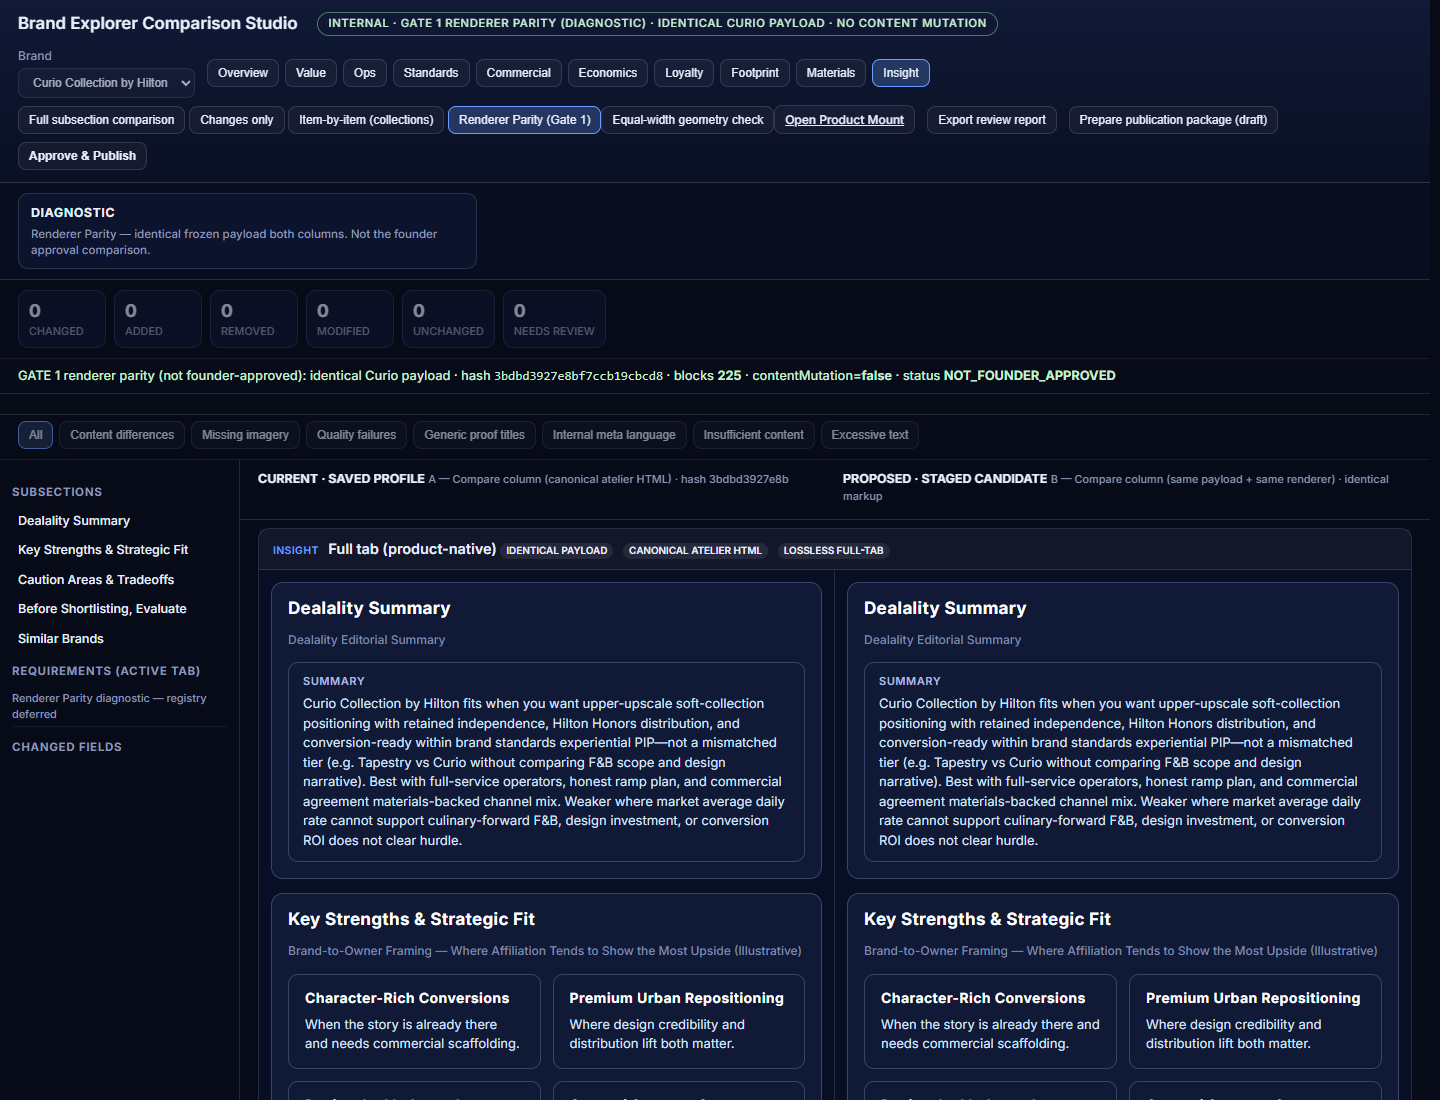 Brand Explorer Comparison Studio
INTERNAL · GATE 1 RENDERER PARITY (DIAGNOSTIC) · IDENTICAL CURIO PAYLOAD · NO CONTENT MUTATION
Brand
Curio Collection by Hilton
Overview
Value
Ops
Standards
Commercial
Economics
Loyalty
Footprint
Materials
Insight
Full subsection comparison
Changes only
Item-by-item (collections)
Renderer Parity (Gate 1)
Equal-width geometry check
Open Product Mount
Export review report
Prepare publication package (draft)
Approve & Publish
DIAGNOSTIC
Renderer Parity — identical frozen payload both columns. Not the founder
approval comparison.
0
CHANGED
0
ADDED
0
REMOVED
0
MODIFIED
0
UNCHANGED
0
NEEDS REVIEW
GATE 1 renderer parity (not founder-approved): identical Curio payload · hash 3bdbd3927e8bf7ccb19cbcd8 · blocks 225 · contentMutation=false · status NOT_FOUNDER_APPROVED
All
Content differences
Missing imagery
Quality failures
Generic proof titles
Internal meta language
Insufficient content
Excessive text
SUBSECTIONS
Dealality Summary
Key Strengths & Strategic Fit
Caution Areas & Tradeoffs
Before Shortlisting, Evaluate
Similar Brands
REQUIREMENTS (ACTIVE TAB)
Renderer Parity diagnostic — registry
deferred
CHANGED FIELDS
CURRENT · SAVED PROFILE A — Compare column (canonical atelier HTML) · hash 3bdbd3927e8b
PROPOSED · STAGED CANDIDATE B — Compare column (same payload + same renderer) · identical
markup
INSIGHT Full tab (product-native) IDENTICAL PAYLOAD CANONICAL ATELIER HTML LOSSLESS FULL-TAB
Dealality Summary
Dealality Editorial Summary
SUMMARY
Curio Collection by Hilton fits when you want upper-upscale soft-collection
positioning with retained independence, Hilton Honors distribution, and
conversion-ready within brand standards experiential PIP—not a mismatched
tier (e.g. Tapestry vs Curio without comparing F&B scope and design
narrative). Best with full-service operators, honest ramp plan, and commercial
agreement materials-backed channel mix. Weaker where market average daily
rate cannot support culinary-forward F&B, design investment, or conversion
ROI does not clear hurdle.
Key Strengths & Strategic Fit
Brand-to-Owner Framing — Where Affiliation Tends to Show the Most Upside (Illustrative)
Character-Rich Conversions
When the story is already there
and needs commercial scaffolding.
Premium Urban Repositioning
Where design credibility and
distribution lift both matter.
Dealality Summary
Dealality Editorial Summary
SUMMARY
Curio Collection by Hilton fits when you want upper-upscale soft-collection
positioning with retained independence, Hilton Honors distribution, and
conversion-ready within brand standards experiential PIP—not a mismatched
tier (e.g. Tapestry vs Curio without comparing F&B scope and design
narrative). Best with full-service operators, honest ramp plan, and commercial
agreement materials-backed channel mix. Weaker where market average daily
rate cannot support culinary-forward F&B, design investment, or conversion
ROI does not clear hurdle.
Key Strengths & Strategic Fit
Brand-to-Owner Framing — Where Affiliation Tends to Show the Most Upside (Illustrative)
Character-Rich Conversions
When the story is already there and
needs commercial scaffolding.
Premium Urban Repositioning
Where design credibility and
distribution lift both matter.